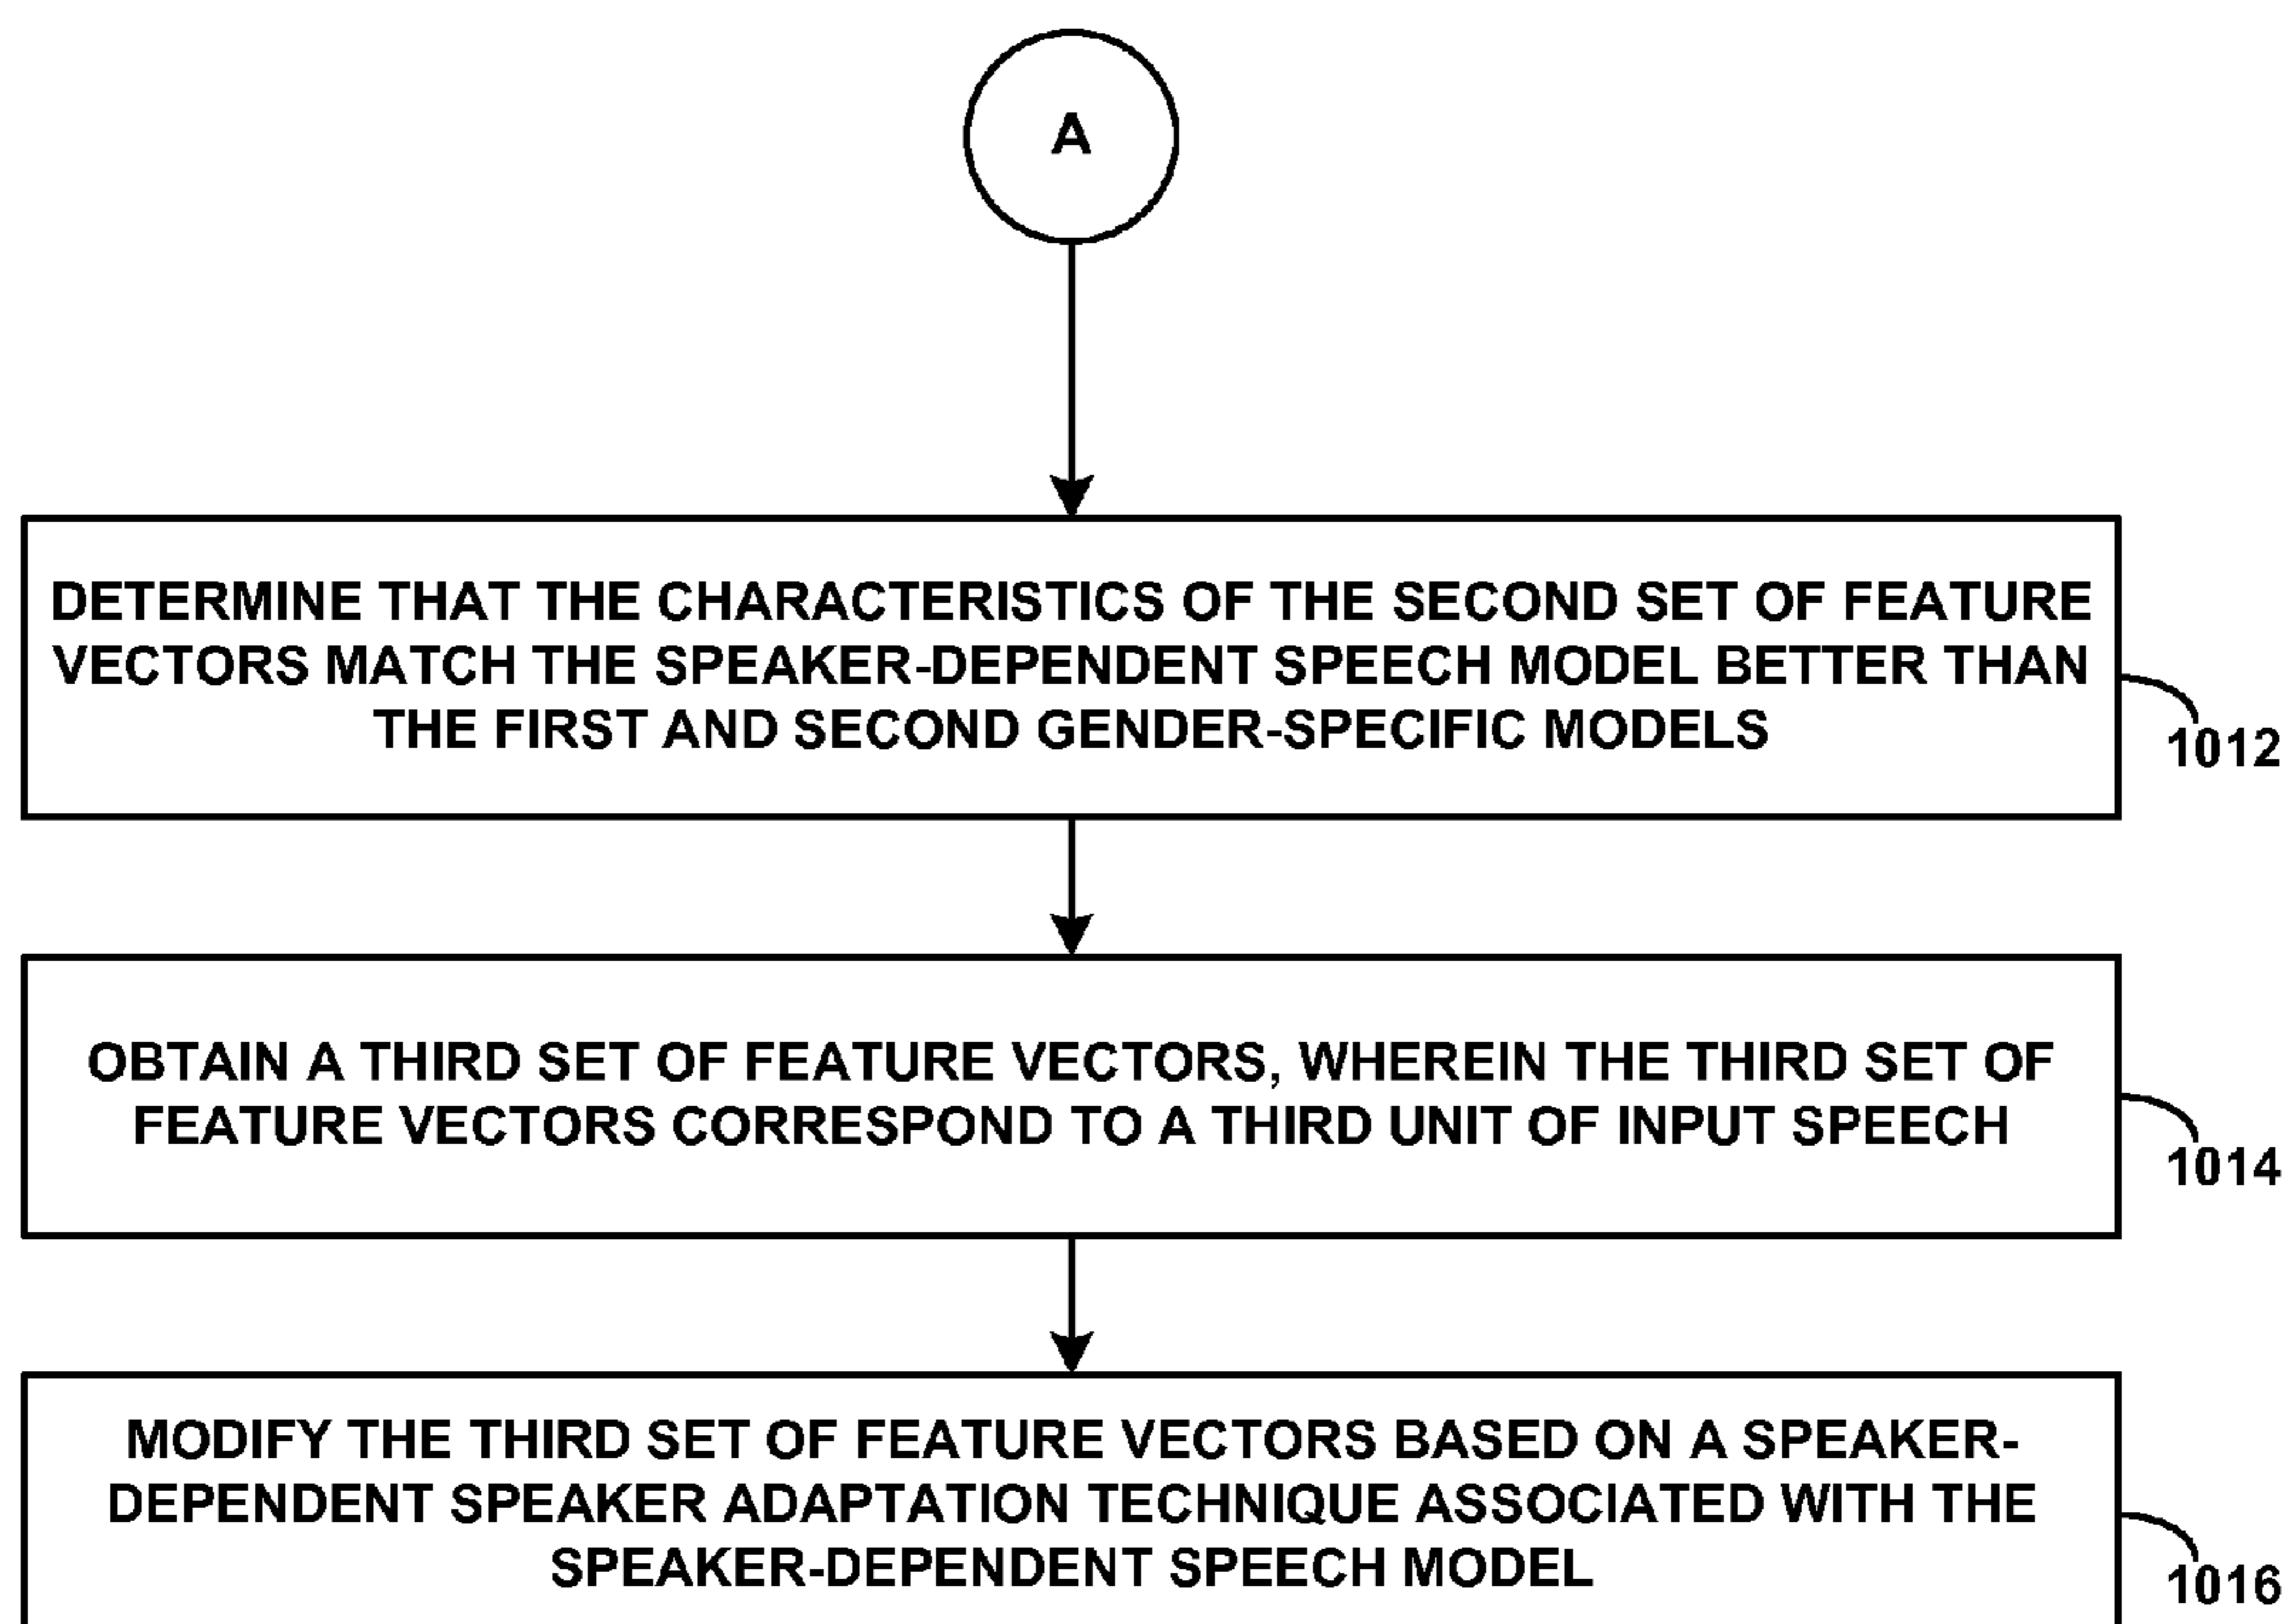 A
DETERMINE THAT THE CHARACTERISTICS OF THE SECOND SET OF FEATURE
VECTORS MATCH THE SPEAKER-DEPENDENT SPEECH MODEL BETTER THAN
THE FIRST AND SECOND GENDER-SPECIFIC MODELS
1012
OBTAIN A THIRD SET OF FEATURE VECTORS, WHEREIN THE THIRD SET OF
FEATURE VECTORS CORRESPOND TO A THIRD UNIT OF INPUT SPEECH
1014
MODIFY THE THIRD SET OF FEATURE VECTORS BASED ON A SPEAKER-
DEPENDENT SPEAKER ADAPTATION TECHNIQUE ASSOCIATED WITH THE
SPEAKER-DEPENDENT SPEECH MODEL
1016